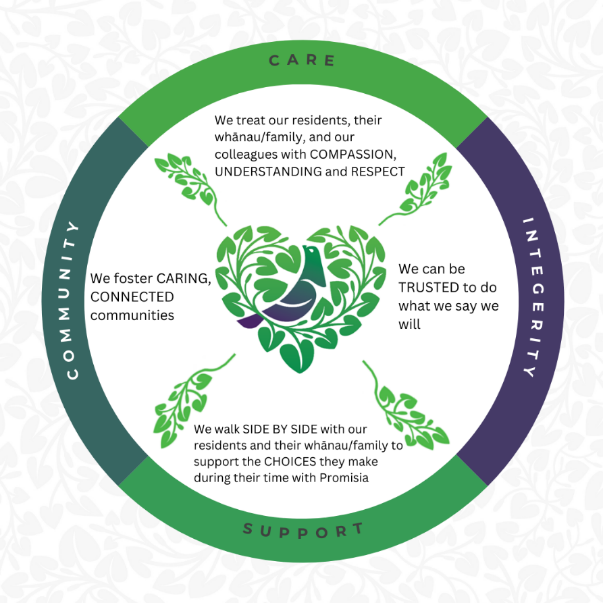 CARE
We treat our residents, their
whānau/family, and our
colleagues with COMPASSION,
UNDERSTANDING and RESPECT
COMMUNITY
We foster CARING,
CONNECTED
communities
We can be
TRUSTED to do
what we say we
will
INTEGERITY
We walk SIDE BY SIDE with our
residents and their whānau/family to
support the CHOICES they make
during their time with Promisia
SUPPORT